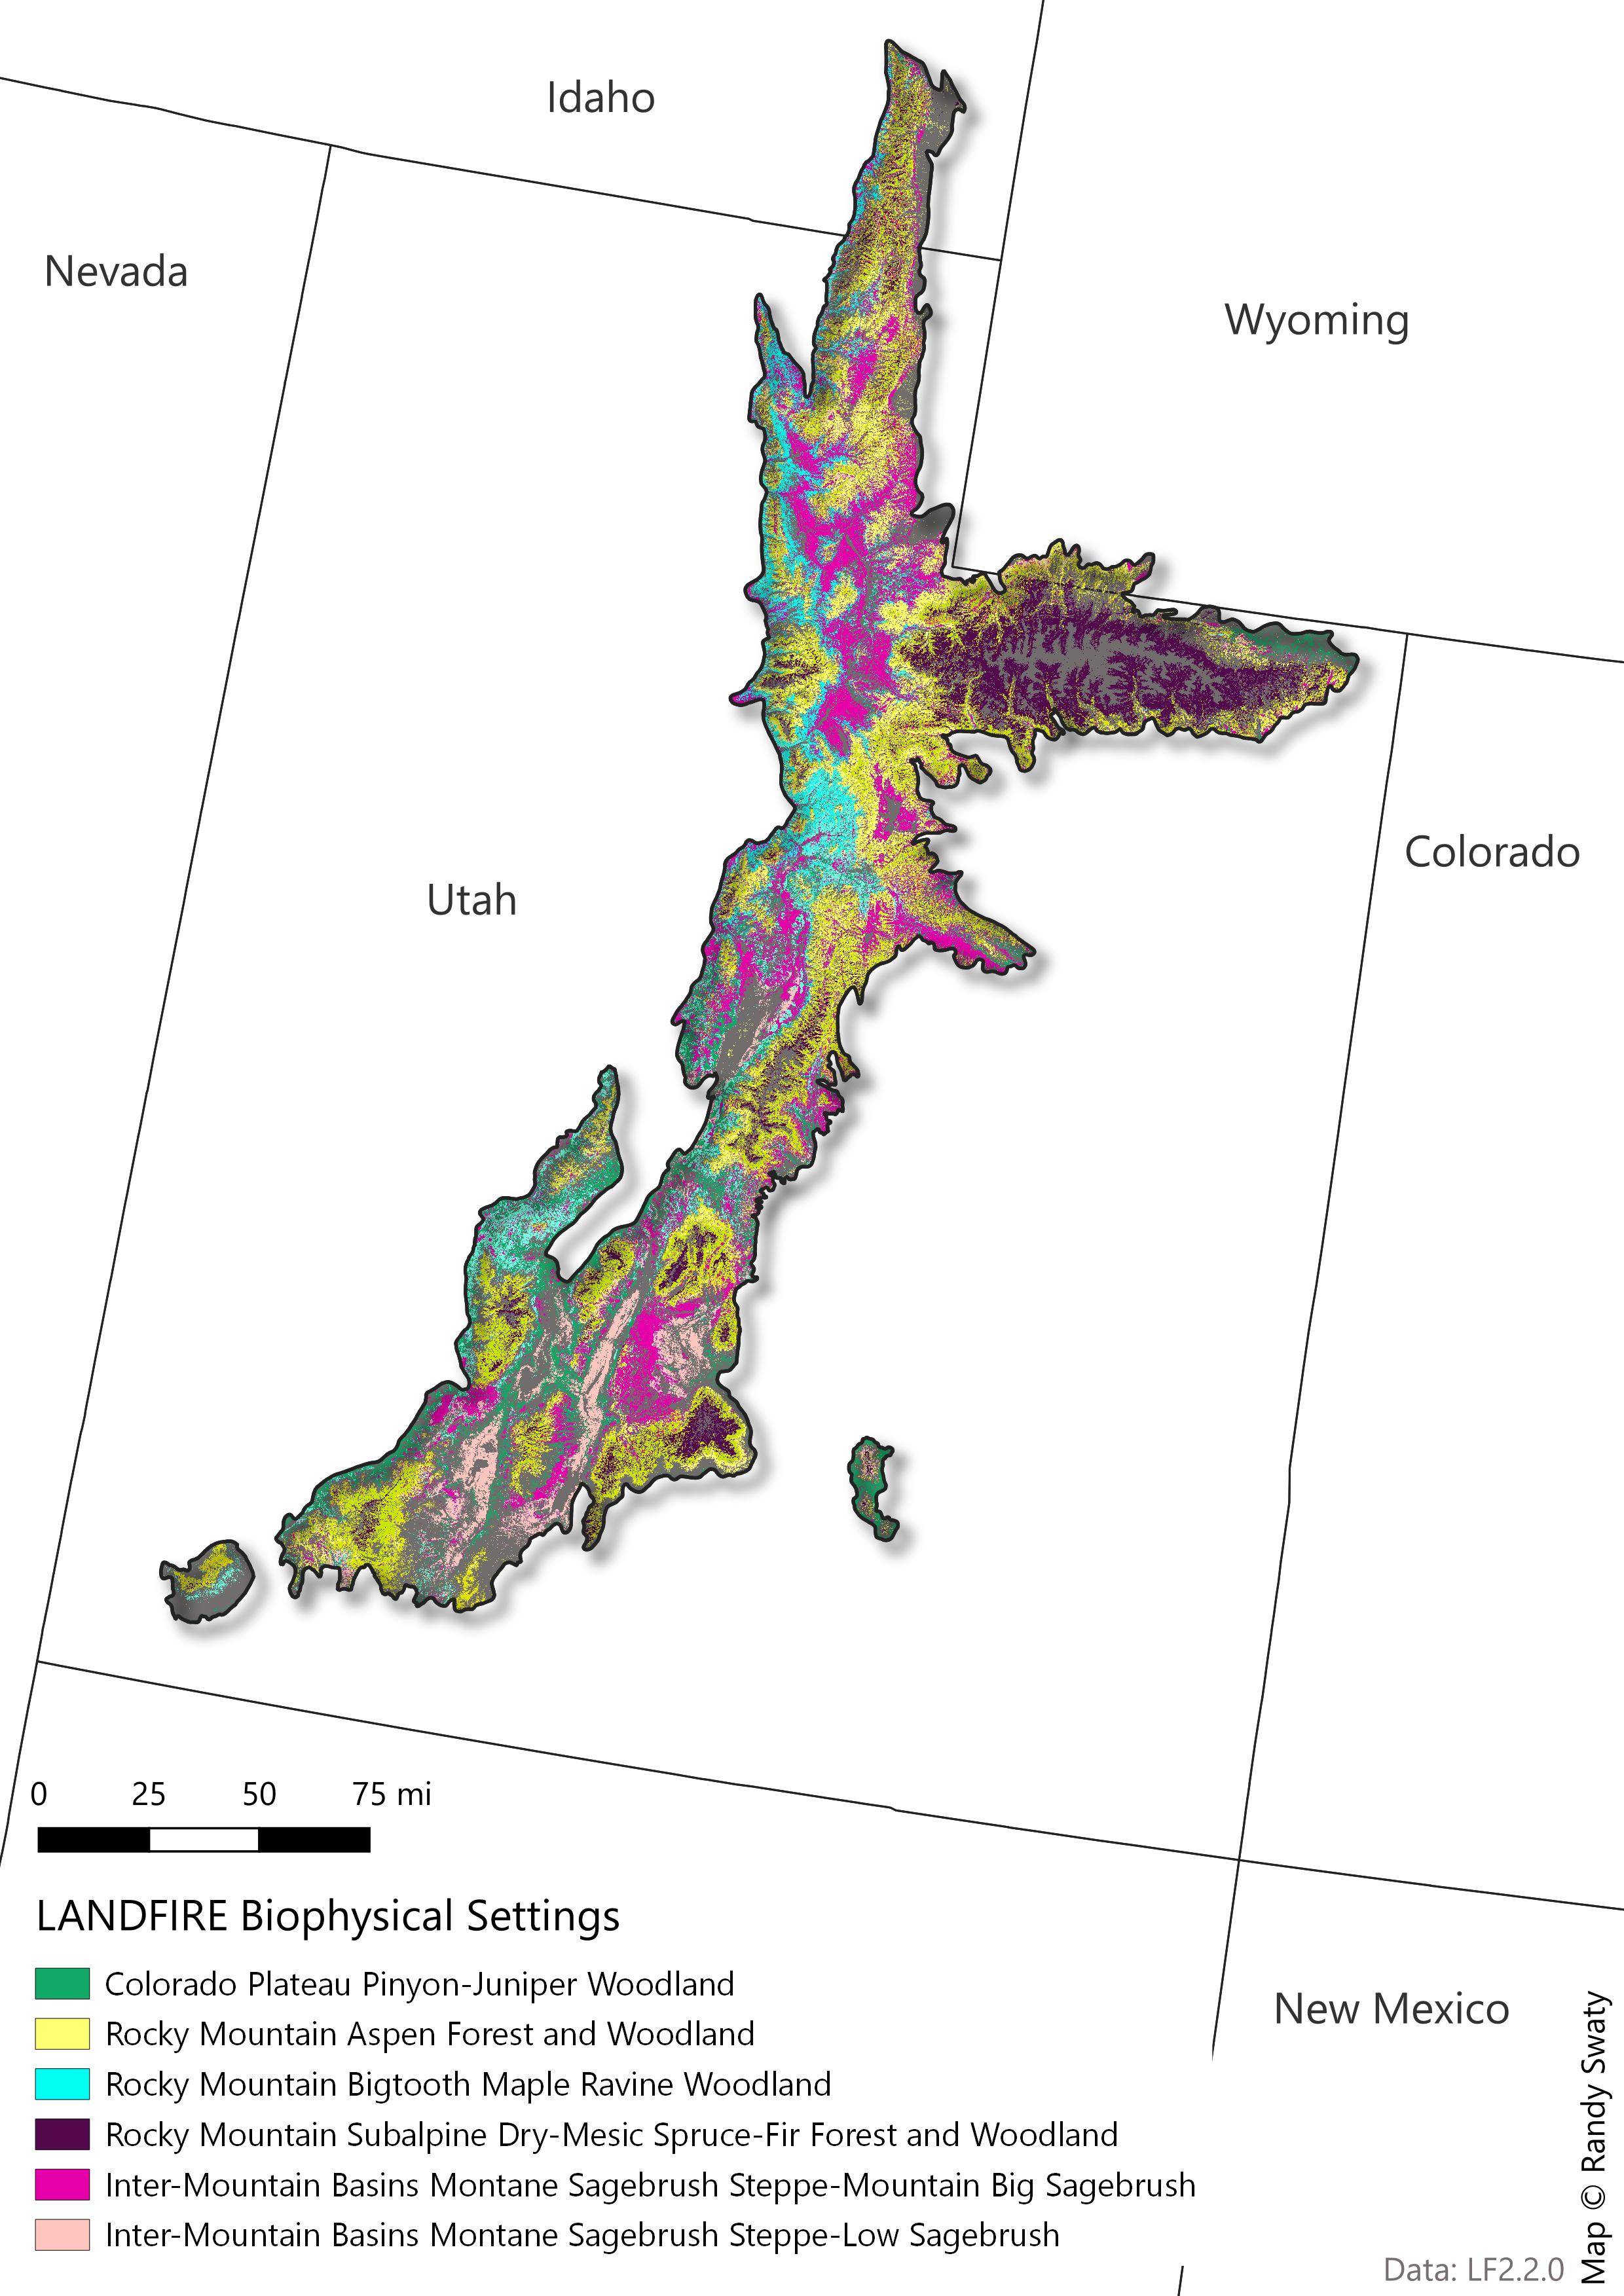 Idaho
Nevada
Wyoming
Colorado
Utah
0 25 50 75 mi
LANDFIRE Biophysical Settings
Colorado Plateau Pinyon-Juniper Woodland
Rocky Mountain Aspen Forest and Woodland
Rocky Mountain Bigtooth Maple Ravine Woodland
Rocky Mountain Subalpine Dry-Mesic Spruce-Fir Forest and Woodland
Inter-Mountain Basins Montane Sagebrush Steppe-Mountain Big Sagebrush
Inter-Mountain Basins Montane Sagebrush Steppe-Low Sagebrush
New Mexico
Map © Randy Swaty
Data: LF2.2.0